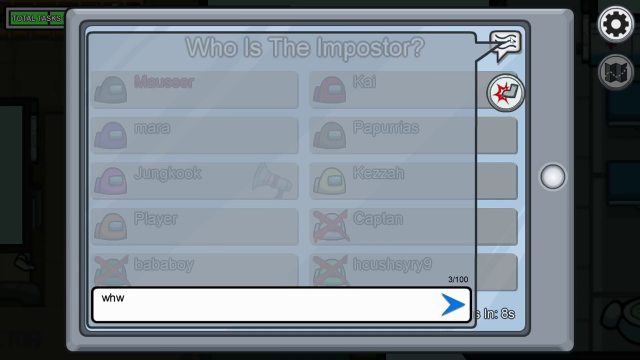 TOTAL TASKS
Who Is The Impostor?
Mausser
Kai
mara
Papurrias
Jungkook
Kezzah
Player
Captan
bababoy
hcushsyry9
3/100
whw
s In: 8s